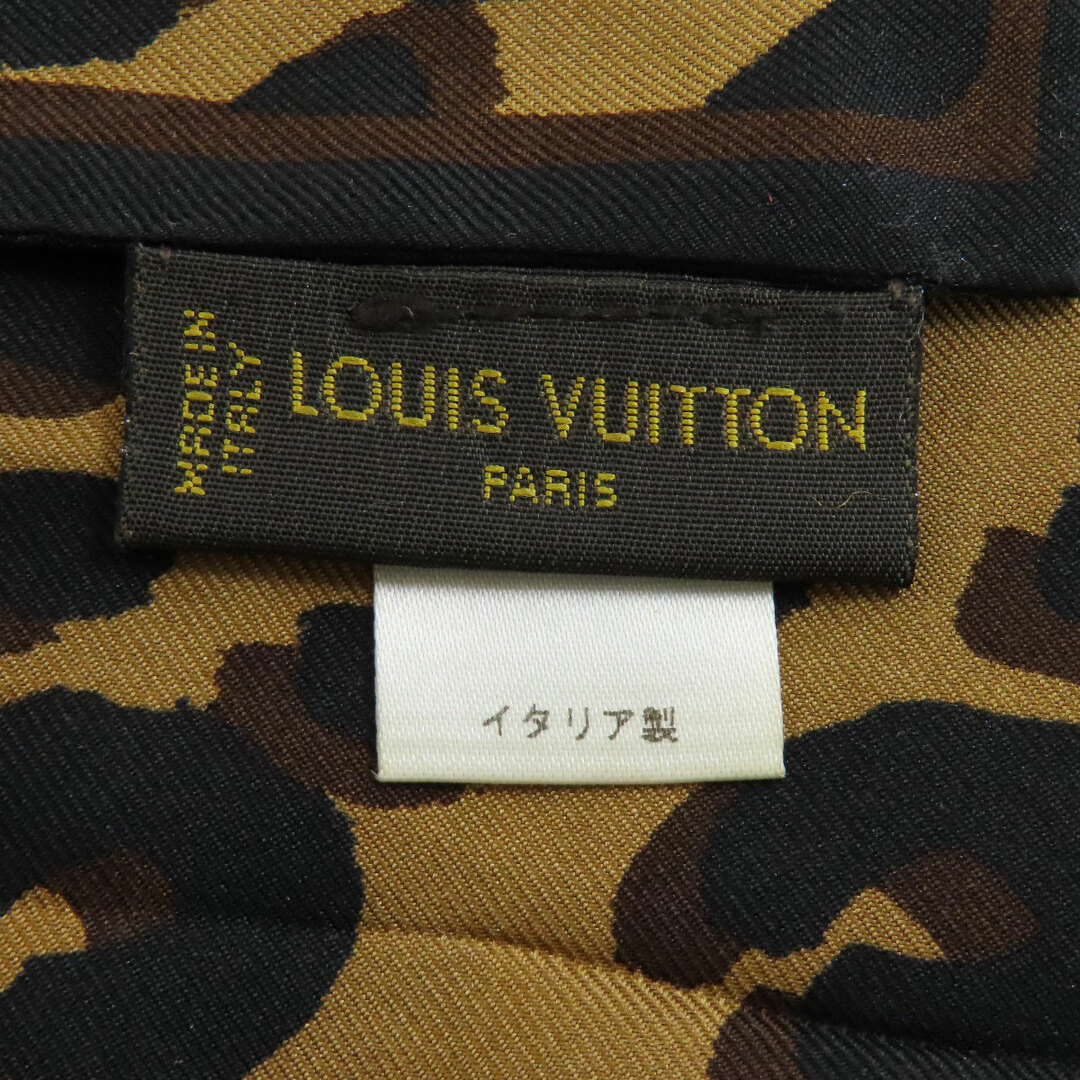 MADE IN
ITALY
LOUIS VUITTON
PARIS
イタリア製